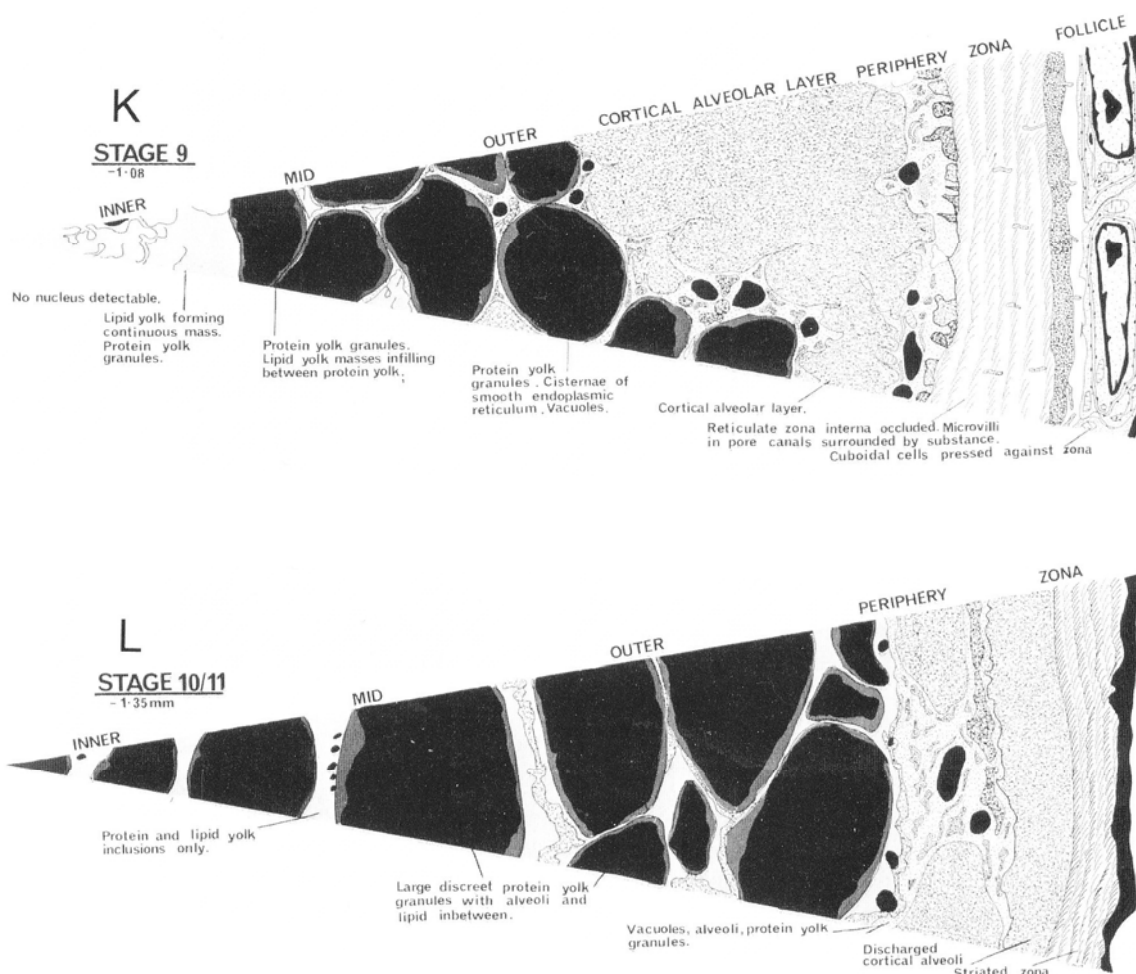 K
STAGE 9
-1·08
INNER
MID
OUTER
CORTICAL ALVEOLAR LAYER
PERIPHERY
ZONA
FOLLICLE
No nucleus detectable.
Lipid yolk forming
continuous mass.
Protein yolk
granules.
Protein yolk granules.
Lipid yolk masses infilling
between protein yolk.
Protein yolk
granules. Cisternae of
smooth endoplasmic
reticulum. Vacuoles.
Cortical alveolar layer.
Reticulate zona interna occluded. Microvilli
in pore canals surrounded by substance.
Cuboidal cells pressed against zona
L
STAGE 10/11
-1·35mm
INNER
MID
OUTER
PERIPHERY
ZONA
Protein and lipid yolk
inclusions only.
Large discreet protein yolk
granules with alveoli and
lipid inbetween.
Vacuoles, alveoli, protein yolk
granules.
Discharged
cortical alveoli
Striated zona